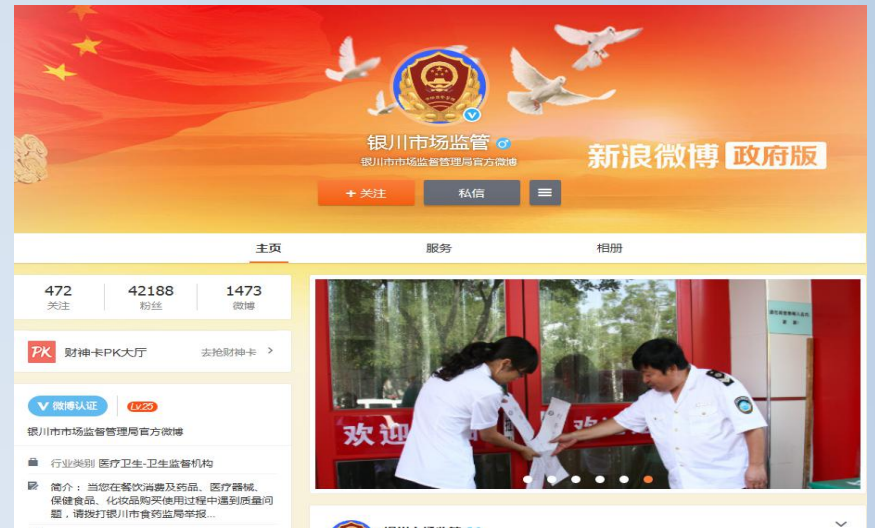 银川市场监管
银川市市场监督管理局官方微博
新浪微博 政府版
+ 关注
私信
主页
服务
相册
472
关注
42188
粉丝
1473
微博
PK 财神卡PK大厅
去抢财神卡 >
V 微博认证
Lv.25
银川市市场监督管理局官方微博
行业类别 医疗卫生-卫生监督机构
简介： 当您在餐饮消费及药品、医疗器械、
保健食品、化妆品购买使用过程中遇到质量问
题，请拨打银川市食药监局举报...
欢迎
欢